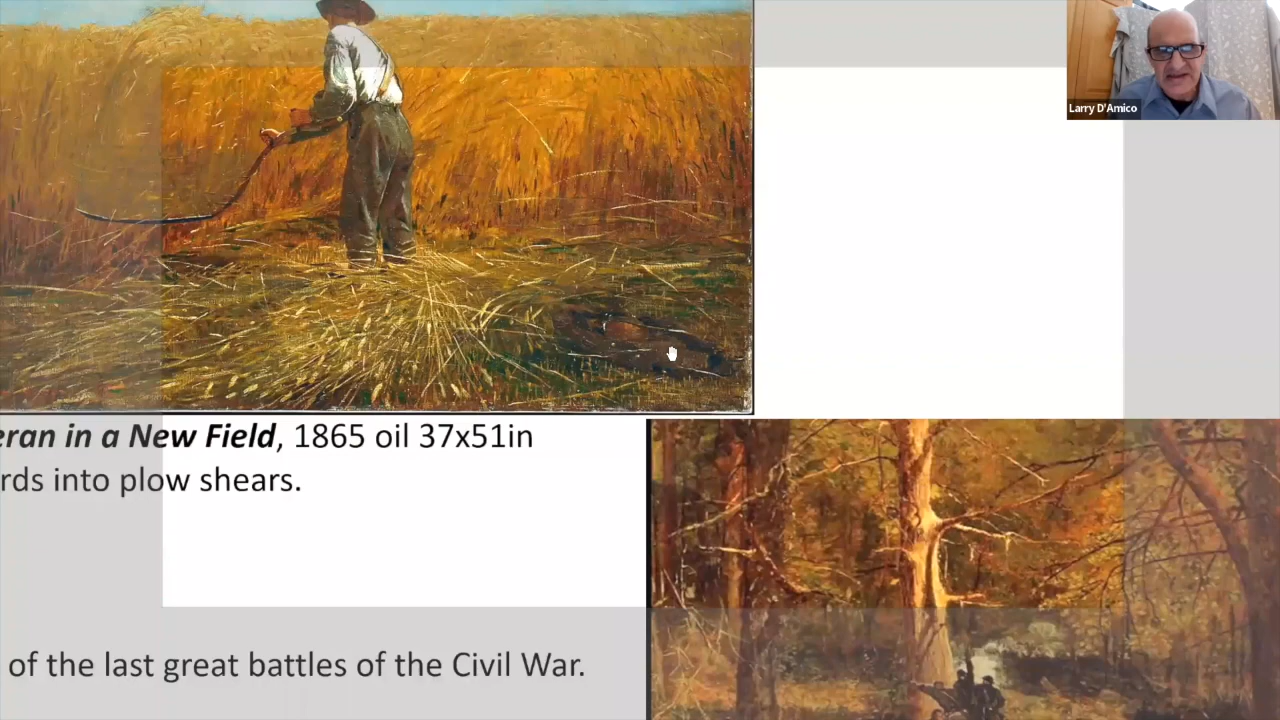 Larry D'Amico
eran in a New Field, 1865 oil 37x51in
rds into plow shears.
of the last great battles of the Civil War.